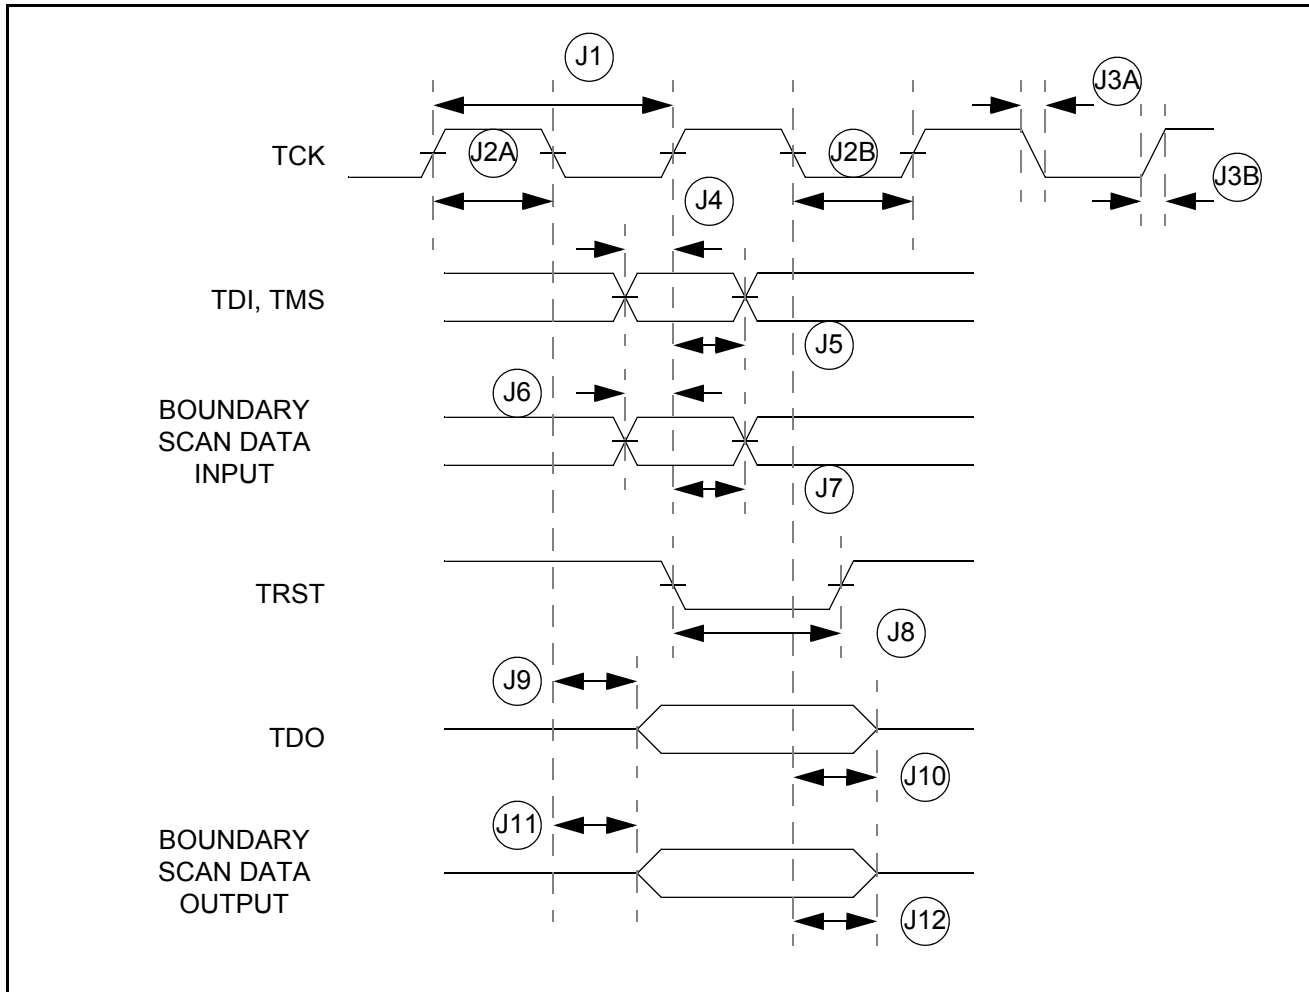 J1
J3A
TCK
J2A
J2B
J3B
J4
TDI, TMS
J5
J6
BOUNDARY
SCAN DATA
INPUT
J7
TRST
J8
J9
TDO
J10
J11
BOUNDARY
SCAN DATA
OUTPUT
J12